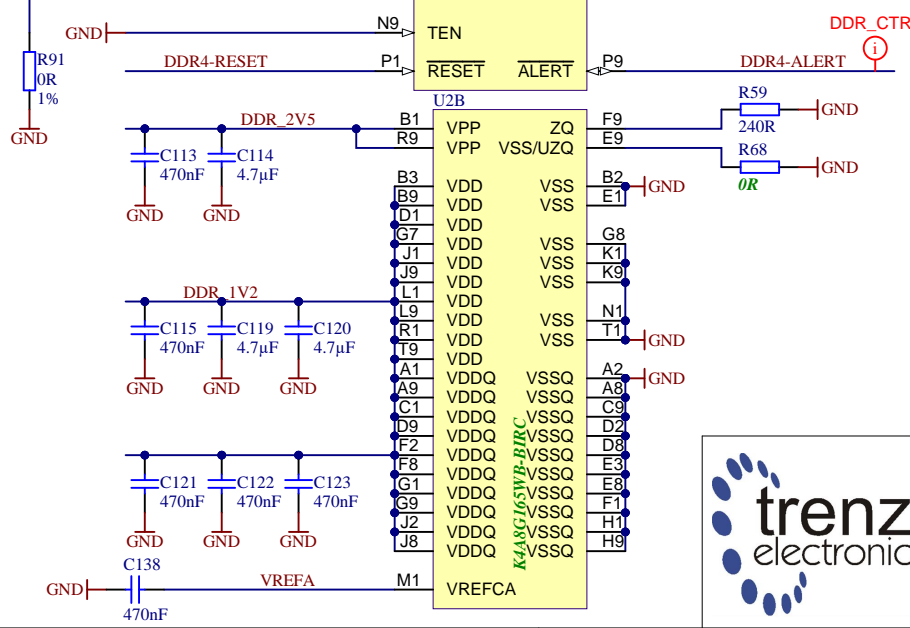 DDR_CTR
N9
GND
TEN
DDR4-RESET
P1
RESET
ALERT
P9
DDR4-ALERT
i
R91
0R
1%
GND
U2B
DDR_2V5
B1
VPP
ZQ
F9
R59
240R
GND
R9
VPP
VSS/UZQ
E9
R68
0R
GND
C113
470nF
GND
C114
4.7µF
GND
B3
VDD
VSS
B2
GND
B9
VDD
VSS
E1
D1
VDD
G7
VDD
VSS
G8
J1
VDD
VSS
K1
J9
VDD
VSS
K9
DDR_1V2
L1
VDD
L9
VDD
VSS
N1
R1
VDD
VSS
T1
GND
T9
VDD
C115
470nF
GND
C119
4.7µF
GND
C120
4.7µF
GND
A1
VDDQ
VSSQ
A2
GND
A9
VDDQ
VSSQ
A8
C1
VDDQ
VSSQ
C9
D9
VDDQ
VSSQ
D2
F2
VDDQ
VSSQ
D8
F8
VDDQ
VSSQ
E3
G1
VDDQ
VSSQ
E8
G9
VDDQ
VSSQ
F1
J2
VDDQ
VSSQ
H1
J8
VDDQ
VSSQ
H9
K4A8G165WB-BIRC
C121
470nF
GND
C122
470nF
GND
C123
470nF
GND
C138
GND
470nF
VREFA
M1
VREFCA
trenz
electronic